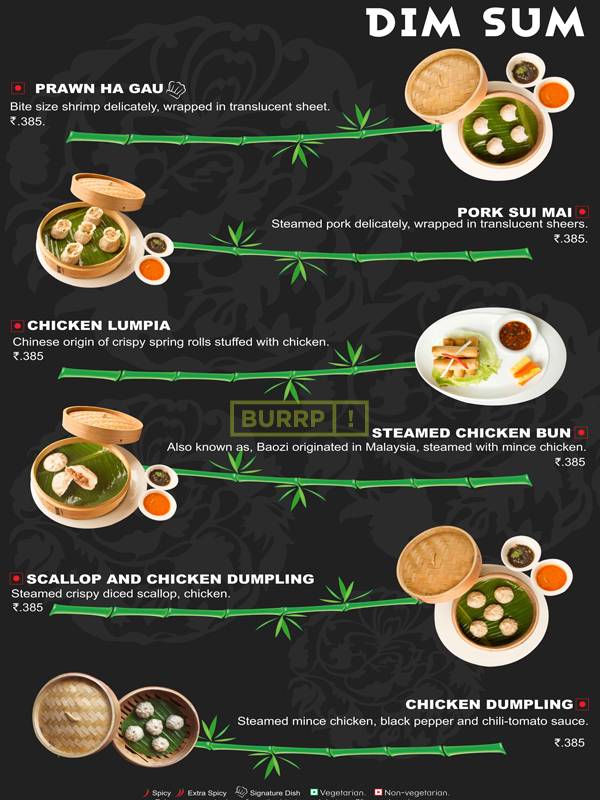 DIM SUM
PRAWN HA GAU
Bite size shrimp delicately, wrapped in translucent sheet.
₹.385.
PORK SUI MAI
Steamed pork delicately, wrapped in translucent sheers.
₹.385.
CHICKEN LUMPIA
Chinese origin of crispy spring rolls stuffed with chicken.
₹.385
BURRP !
STEAMED CHICKEN BUN
Also known as, Baozi originated in Malaysia, steamed with mince chicken.
₹.385
SCALLOP AND CHICKEN DUMPLING
Steamed crispy diced scallop, chicken.
₹.385
CHICKEN DUMPLING
Steamed mince chicken, black pepper and chili-tomato sauce.
₹.385
Spicy Extra Spicy Signature Dish Vegetarian. Non-vegetarian.